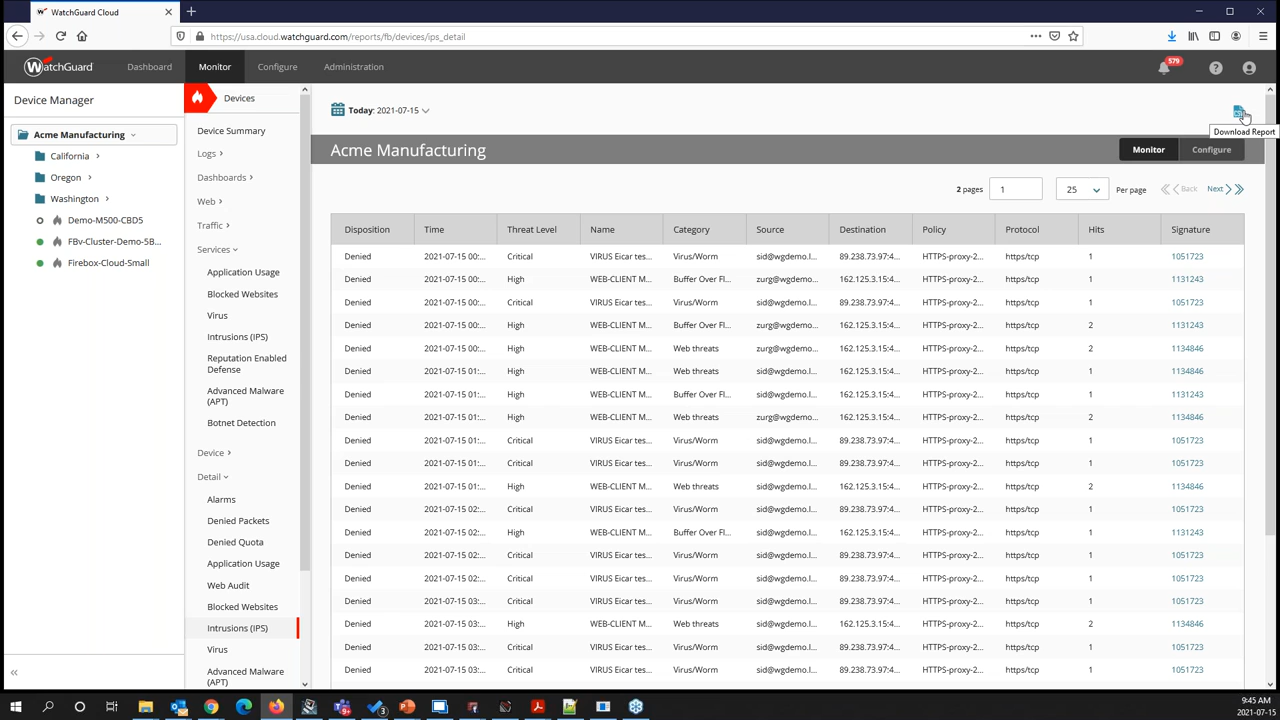 WatchGuard Cloud
https://usa.cloud.watchguard.com/reports/fb/devices/ips_detail
WatchGuard
Dashboard
Monitor
Configure
Administration
579
Device Manager
Acme Manufacturing
California
Oregon
Washington
Demo-M500-CBD5
FBv-Cluster-Demo-5B...
Firebox-Cloud-Small
Devices
Device Summary
Logs
Dashboards
Web
Traffic
Services
Application Usage
Blocked Websites
Virus
Intrusions (IPS)
Reputation Enabled
Defense
Advanced Malware
(APT)
Botnet Detection
Device
Detail
Alarms
Denied Packets
Denied Quota
Application Usage
Web Audit
Blocked Websites
Intrusions (IPS)
Virus
Advanced Malware
(APT)
Today: 2021-07-15
Download Report
Acme Manufacturing
Monitor
Configure
2 pages 1 25 Per page Back Next
Disposition Time Threat Level Name Category Source Destination Policy Protocol Hits Signature
Denied 2021-07-15 00:... Critical VIRUS Eicar tes... Virus/Worm sid@wgdemo.l... 89.238.73.97:4... HTTPS-proxy-2... https/tcp 1 1051723
Denied 2021-07-15 00:... High WEB-CLIENT M... Buffer Over Fl... zurg@wgdemo... 162.125.3.15:4... HTTPS-proxy-2... https/tcp 1 1131243
Denied 2021-07-15 00:... Critical VIRUS Eicar tes... Virus/Worm sid@wgdemo.l... 89.238.73.97:4... HTTPS-proxy-2... https/tcp 1 1051723
Denied 2021-07-15 00:... High WEB-CLIENT M... Buffer Over Fl... zurg@wgdemo... 162.125.3.15:4... HTTPS-proxy-2... https/tcp 2 1131243
Denied 2021-07-15 00:... High WEB-CLIENT M... Web threats zurg@wgdemo... 162.125.3.15:4... HTTPS-proxy-2... https/tcp 2 1134846
Denied 2021-07-15 01:... High WEB-CLIENT M... Web threats sid@wgdemo.l... 162.125.3.15:4... HTTPS-proxy-2... https/tcp 1 1134846
Denied 2021-07-15 01:... High WEB-CLIENT M... Buffer Over Fl... sid@wgdemo.l... 162.125.3.15:4... HTTPS-proxy-2... https/tcp 1 1131243
Denied 2021-07-15 01:... High WEB-CLIENT M... Web threats zurg@wgdemo... 162.125.3.15:4... HTTPS-proxy-2... https/tcp 2 1134846
Denied 2021-07-15 01:... Critical VIRUS Eicar tes... Virus/Worm sid@wgdemo.l... 89.238.73.97:4... HTTPS-proxy-2... https/tcp 1 1051723
Denied 2021-07-15 01:... Critical VIRUS Eicar tes... Virus/Worm sid@wgdemo.l... 89.238.73.97:4... HTTPS-proxy-2... https/tcp 1 1051723
Denied 2021-07-15 01:... High WEB-CLIENT M... Web threats sid@wgdemo.l... 162.125.3.15:4... HTTPS-proxy-2... https/tcp 2 1134846
Denied 2021-07-15 02:... Critical VIRUS Eicar tes... Virus/Worm sid@wgdemo.l... 89.238.73.97:4... HTTPS-proxy-2... https/tcp 1 1051723
Denied 2021-07-15 02:... High WEB-CLIENT M... Buffer Over Fl... sid@wgdemo.l... 162.125.3.15:4... HTTPS-proxy-2... https/tcp 1 1131243
Denied 2021-07-15 02:... Critical VIRUS Eicar tes... Virus/Worm sid@wgdemo.l... 89.238.73.97:4... HTTPS-proxy-2... https/tcp 1 1051723
Denied 2021-07-15 02:... Critical VIRUS Eicar tes... Virus/Worm sid@wgdemo.l... 89.238.73.97:4... HTTPS-proxy-2... https/tcp 1 1051723
Denied 2021-07-15 03:... Critical VIRUS Eicar tes... Virus/Worm sid@wgdemo.l... 89.238.73.97:4... HTTPS-proxy-2... https/tcp 1 1051723
Denied 2021-07-15 03:... High WEB-CLIENT M... Web threats sid@wgdemo.l... 162.125.3.15:4... HTTPS-proxy-2... https/tcp 2 1134846
Denied 2021-07-15 03:... Critical VIRUS Eicar tes... Virus/Worm sid@wgdemo.l... 89.238.73.97:4... HTTPS-proxy-2... https/tcp 1 1051723
Denied 2021-07-15 03:... Critical VIRUS Eicar tes... Virus/Worm sid@wgdemo.l... 89.238.73.97:4... HTTPS-proxy-2... https/tcp 1 1051723
9:45 AM
2021-07-15